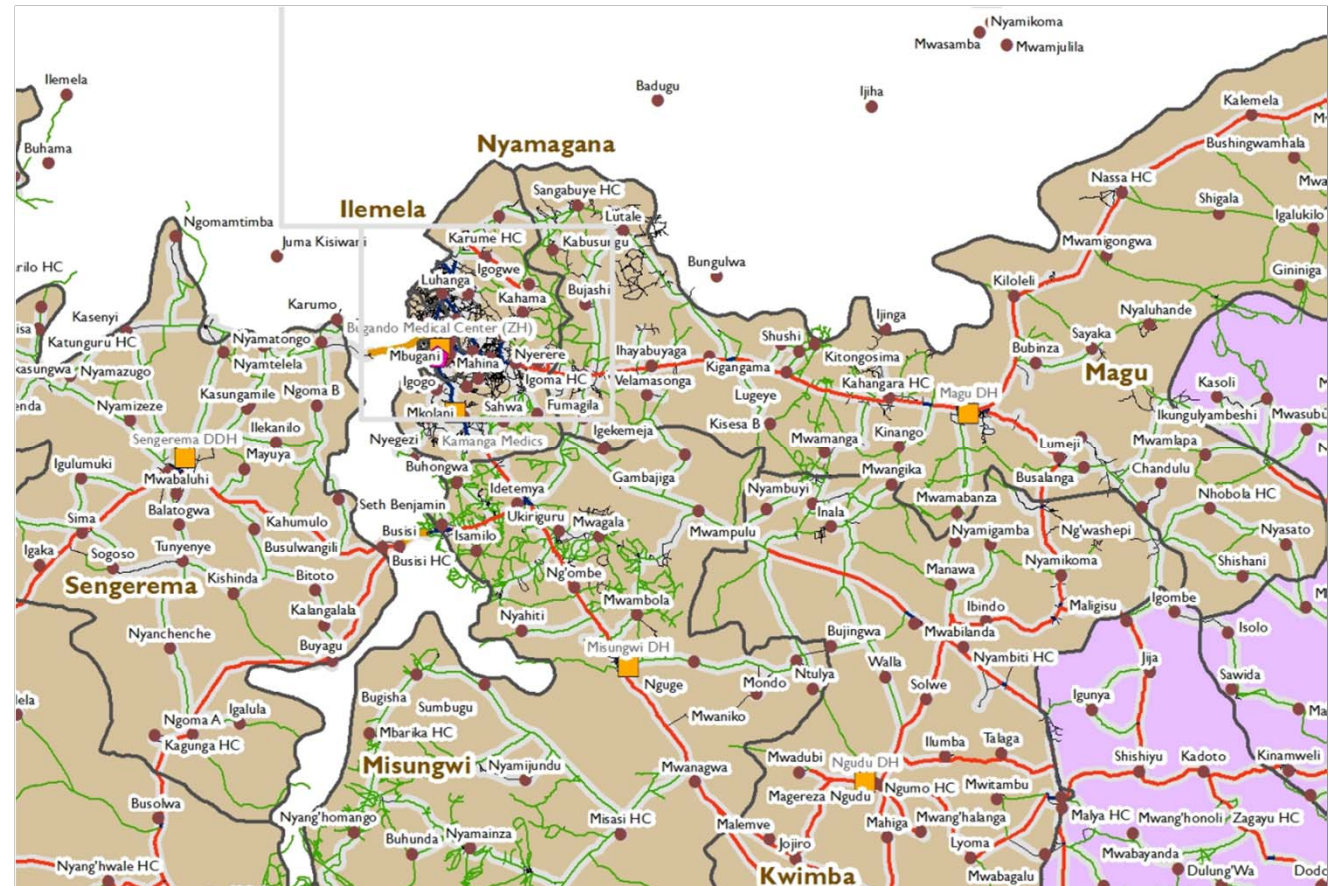 Nyamikoma
Mwasamba
Mwamjulila
Ilemela
Badugu
Ijiha
Kalemela
Buhama
Nyamagana
Bushingwamhala
Nassa HC
Sangabuye HC
Shigala
Ilemela
Lutale
Igalukilo
Ngomamtimba
Juma Kisiwani
Karume HC
Kabusungu
Mwamigongwa
Igogwe
Bungulwa
Gininiga
Luhanga
Kiloleli
Kahama
Bujashi
Karumo
Kasenyi
Bugando Medical Center (ZH)
Ijinga
Nyaluhande
Katunguru HC
Nyamatongo
Shushi
Sayaka
Mbugani
Mahina
Nyerere
Ihayabuyaga
Kitongosima
Bubinza
Nyamazugo
Nyamtelela
Kigangama
Magu
Igogo
Igoma HC
Velamasonga
Kahangara HC
Kasoli
Kasungamile
Ngoma B
Lugeye
Magu DH
Nyamizeze
Mkolani
Sahwa
Fumagila
Ikungulyambeshi
Ilekanilo
Kisesa B
Sengerema DDH
Nyegezi
Kamanga Medics
Igekemeja
Mwamanga
Kinango
Lumeji
Mwamlapa
Igulumuki
Mayuya
Buhongwa
Mwangika
Chandulu
Mwabaluhi
Gambajiga
Busalanga
Idetemya
Nyambuyi
Mwamabanza
Nhobola HC
Balatogwa
Seth Benjamin
Sima
Kahumulo
Ukiriguru
Mwagala
Inala
Busisi
Isamilo
Mwampulu
Nyamigamba
Ng'washepi
Nyasato
Igaka
Sogoso
Tunyenye
Busulwangili
Busisi HC
Nyamikoma
Shishani
Sengerema
Kishinda
Bitoto
Ng'ombe
Manawa
Mwambola
Kalangalala
Nyahiti
Ibindo
Maligisu
Igombe
Nyanchenche
Bujingwa
Mwabilanda
Isolo
Buyagu
Misungwi DH
Walla
Nyambiti HC
Jija
Nguge
Mondo
Ntulya
Sawida
Bugisha
Solwe
Igunya
Sumbugu
Ngoma A
Igalula
Mwaniko
Kagunga HC
Mbarika HC
Ilumba
Talaga
Misungwi
Nyamijundu
Mwanagwa
Mwadubi
Ngudu DH
Shishiyu
Kadoto
Kinamweli
Magereza Ngudu
Ngumo HC
Mwitambu
Busolwa
Nyang'homango
Misasi HC
Malemve
Mahiga
Mwang'halanga
Malya HC
Mwang'honoli
Zagayu HC
Buhunda
Nyamainza
Jojiro
Lyoma
Mwabayanda
Nyang'hwale HC
Kwimba
Mwabagalu
Dulung'Wa